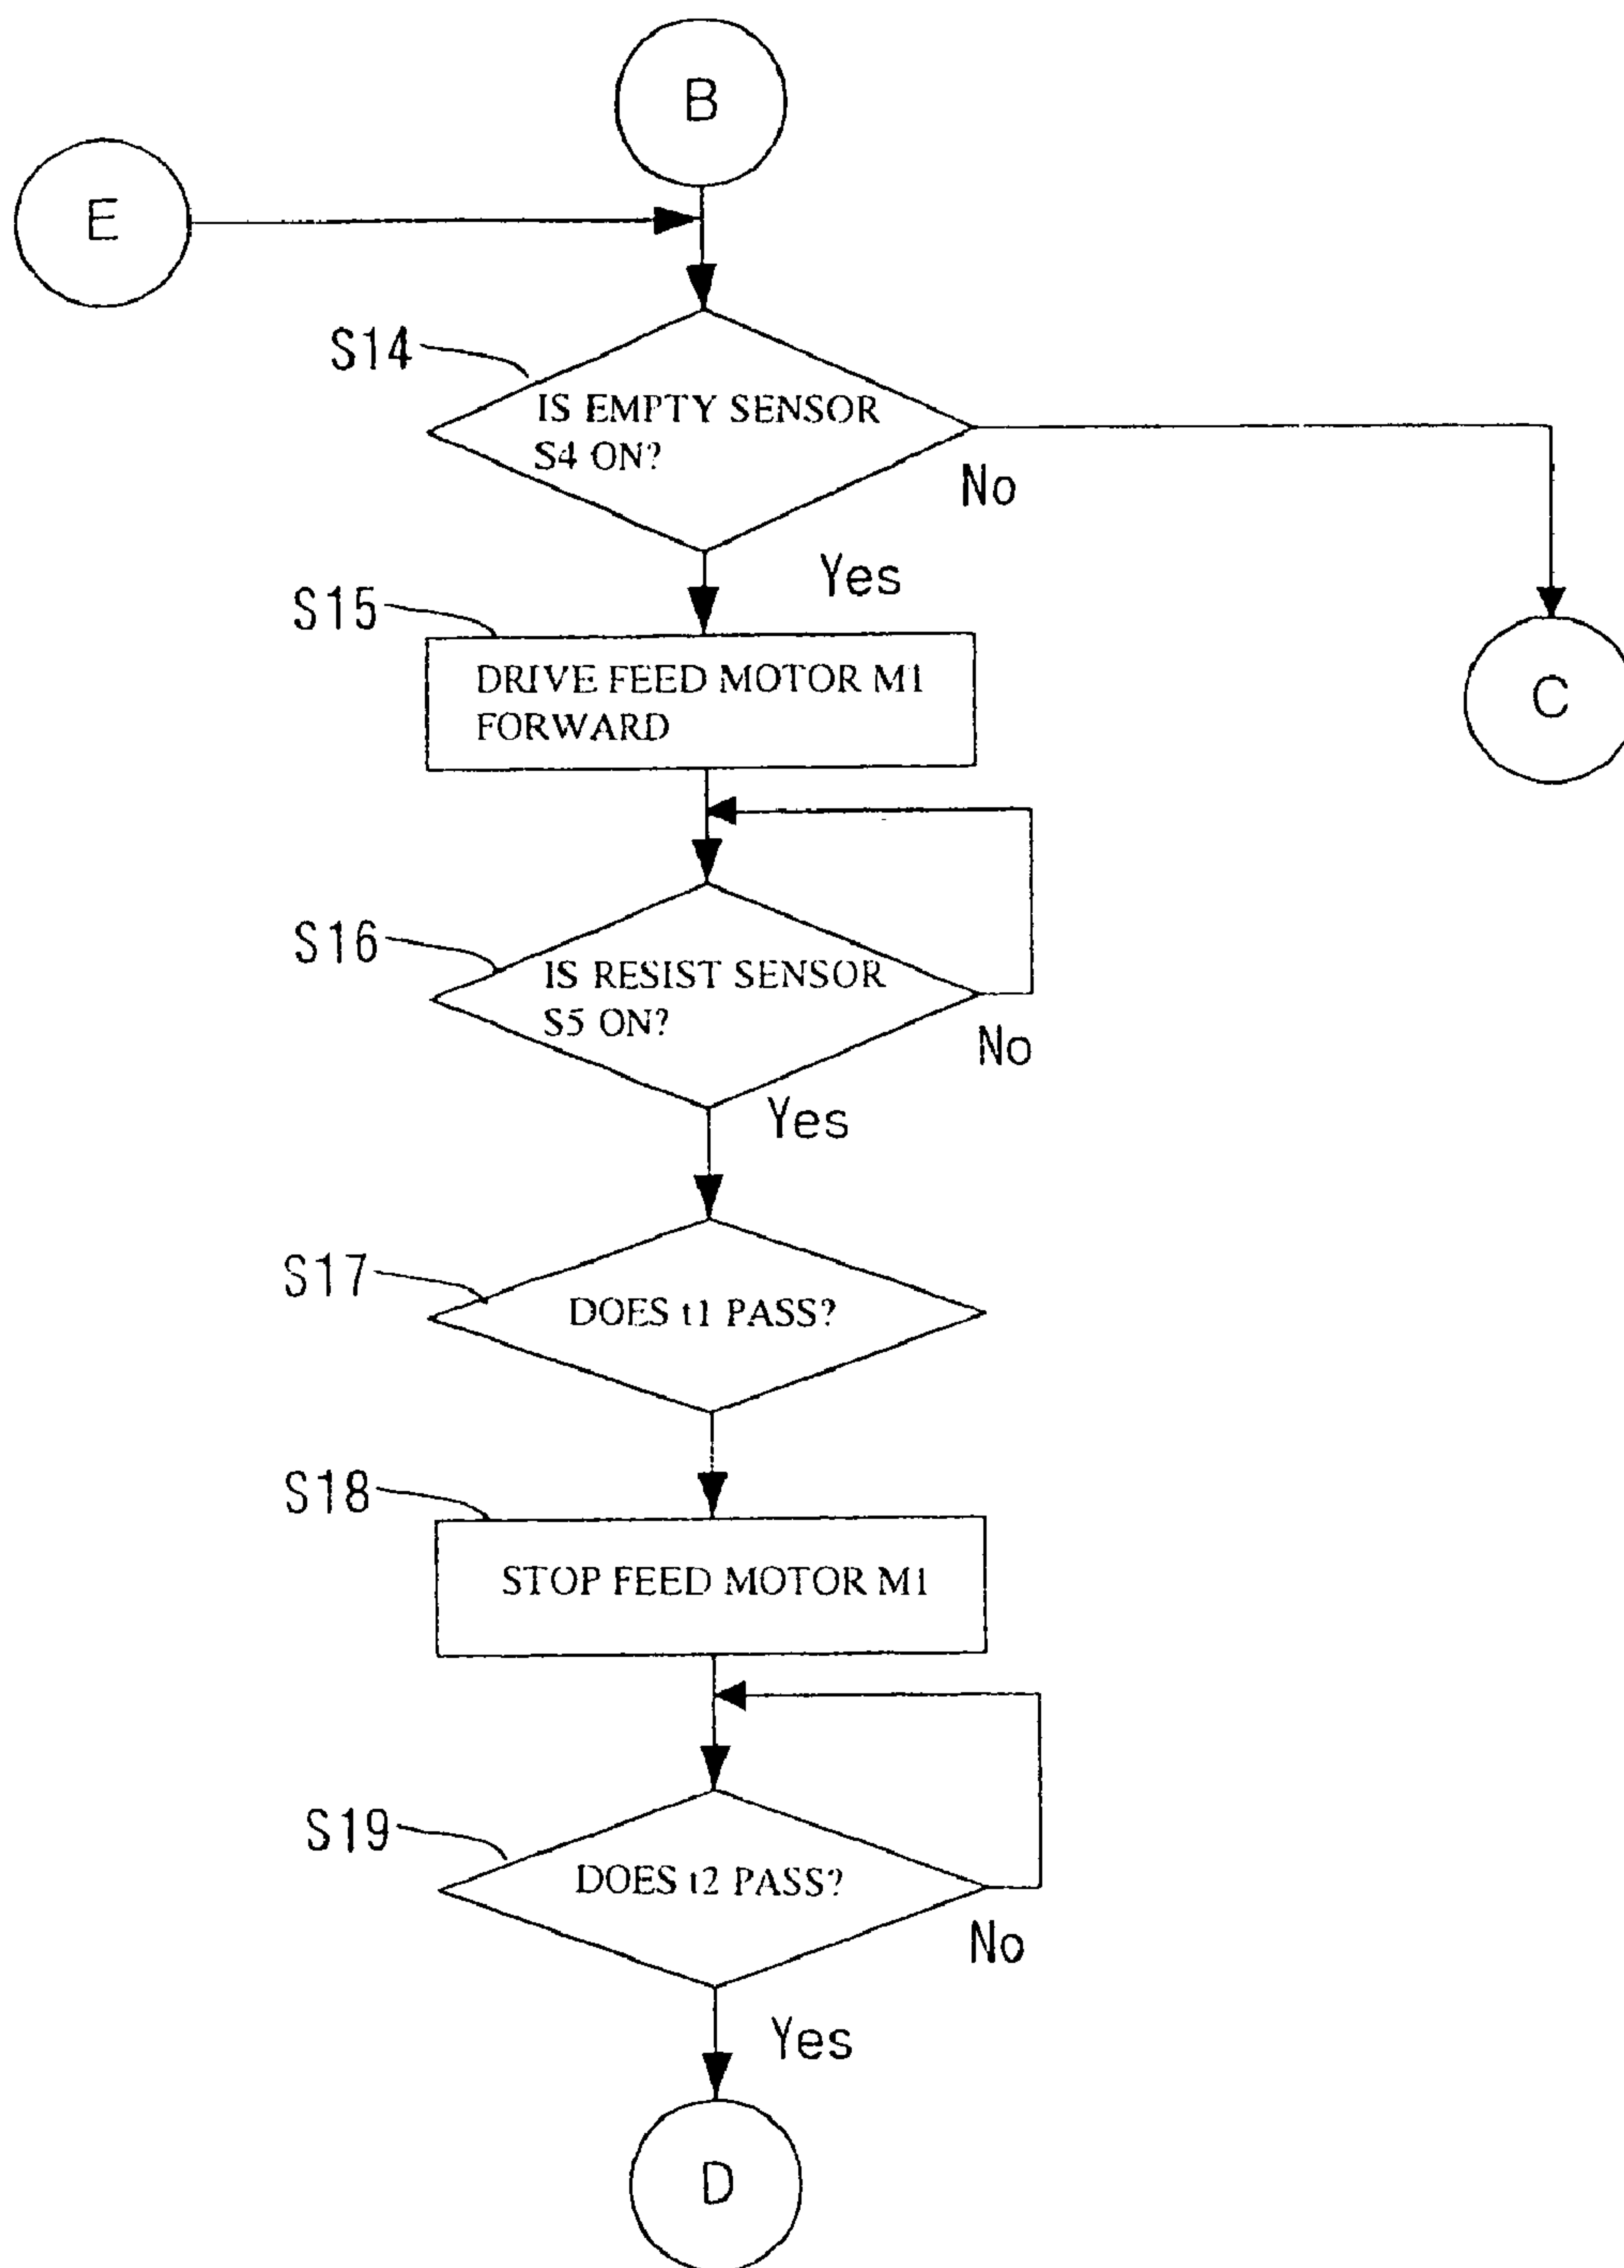 B
E
S14
IS EMPTY SENSOR
S4 ON?
No
Yes
S15
DRIVE FEED MOTOR M1
FORWARD
C
S16
IS RESIST SENSOR
S5 ON?
No
Yes
S17
DOES t1 PASS?
S18
STOP FEED MOTOR M1
S19
DOES t2 PASS?
No
Yes
D